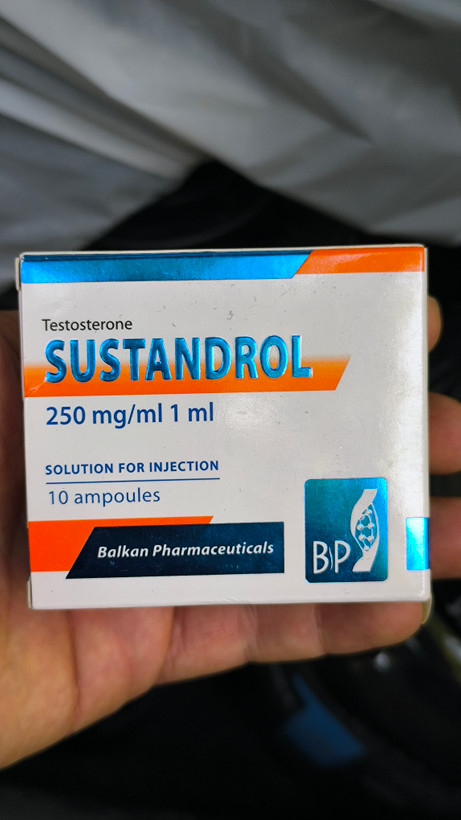 Testosterone
SUSTANDROL
250 mg/ml 1 ml
SOLUTION FOR INJECTION
10 ampoules
Balkan Pharmaceuticals
BP